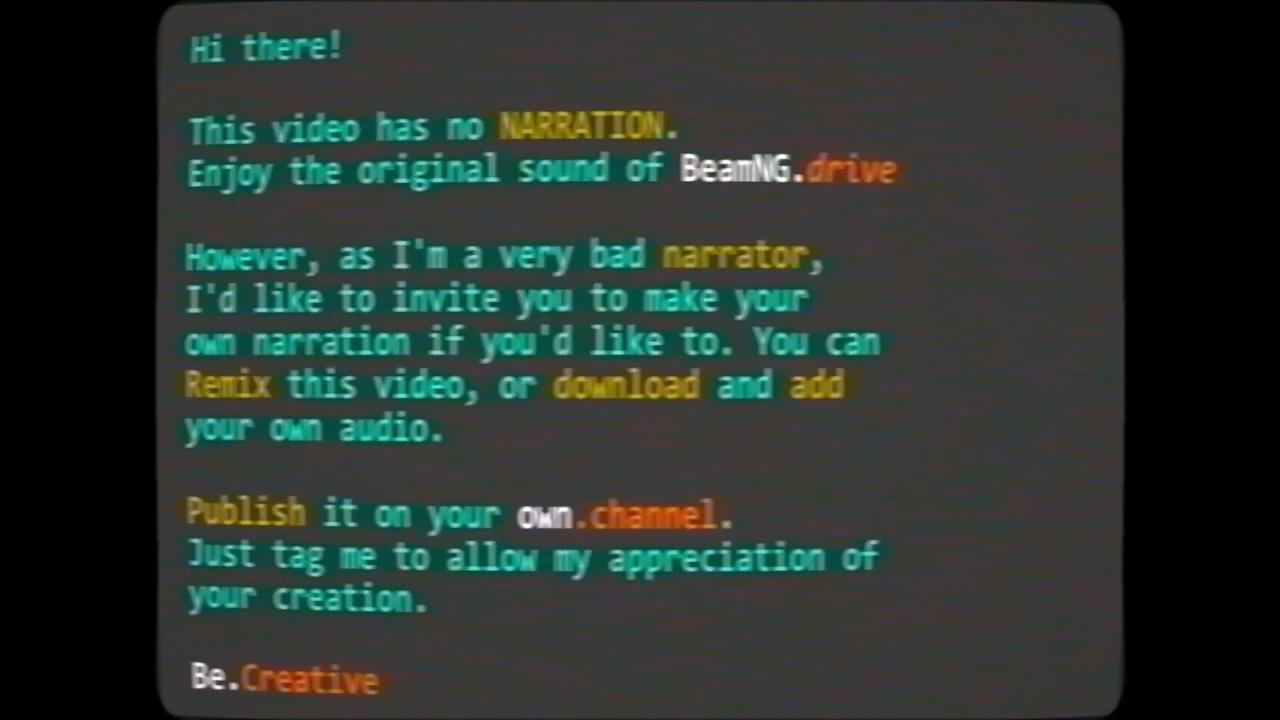 Hi there!
This video has no NARRATION.
Enjoy the original sound of BeamNG.drive
However, as I'm a very bad narrator,
I'd like to invite you to make your
own narration if you'd like to. You can
Remix this video, or download and add
your own audio.
Publish it on your own.channel.
Just tag me to allow my appreciation of
your creation.
Be.Creative